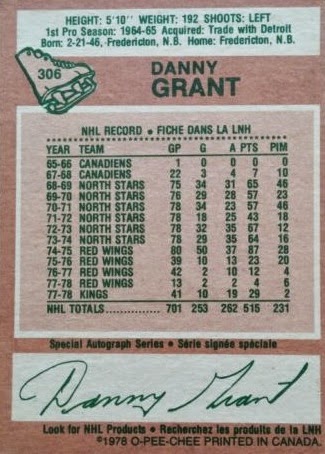 HEIGHT: 5'10" WEIGHT: 192 SHOOTS: LEFT
1st Pro Season: 1964-65 Acquired: Trade with Detroit
Born: 2-21-46, Fredericton, N.B. Home: Fredericton, N.B.
306
DANNY
GRANT
NHL RECORD • FICHE DANS LA LNH
YEAR TEAM GP G A PTS PIM
65-66 CANADIENS 1 0 0 0 0
67-68 CANADIENS 22 3 4 7 10
68-69 NORTH STARS 75 34 31 65 46
69-70 NORTH STARS 76 29 28 57 23
70-71 NORTH STARS 78 34 23 57 46
71-72 NORTH STARS 78 18 25 43 18
72-73 NORTH STARS 78 32 35 67 12
73-74 NORTH STARS 78 29 35 64 16
74-75 RED WINGS 80 50 37 87 28
75-76 RED WINGS 39 10 13 23 20
76-77 RED WINGS 42 2 10 12 4
77-78 RED WINGS 13 2 2 4 6
77-78 KINGS 41 10 19 29 2
NHL TOTALS 701 253 262 515 231
Special Autograph Series • Série signée spéciale
Danny Grant
Look for NHL Products • Recherchez les produits de la LNH
©1978 O-PEE-CHEE PRINTED IN CANADA.